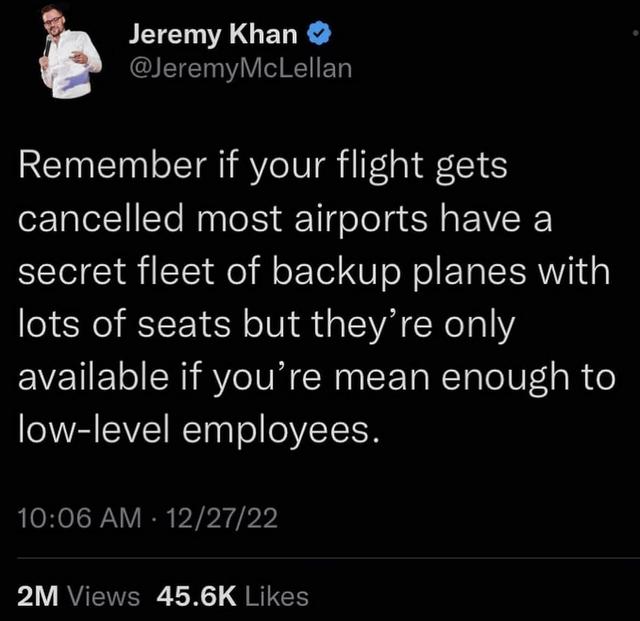 Jeremy Khan
@JeremyMcLellan
Remember if your flight gets
cancelled most airports have a
secret fleet of backup planes with
lots of seats but they’re only
available if you’re mean enough to
low-level employees.
10:06 AM · 12/27/22
2M Views 45.6K Likes